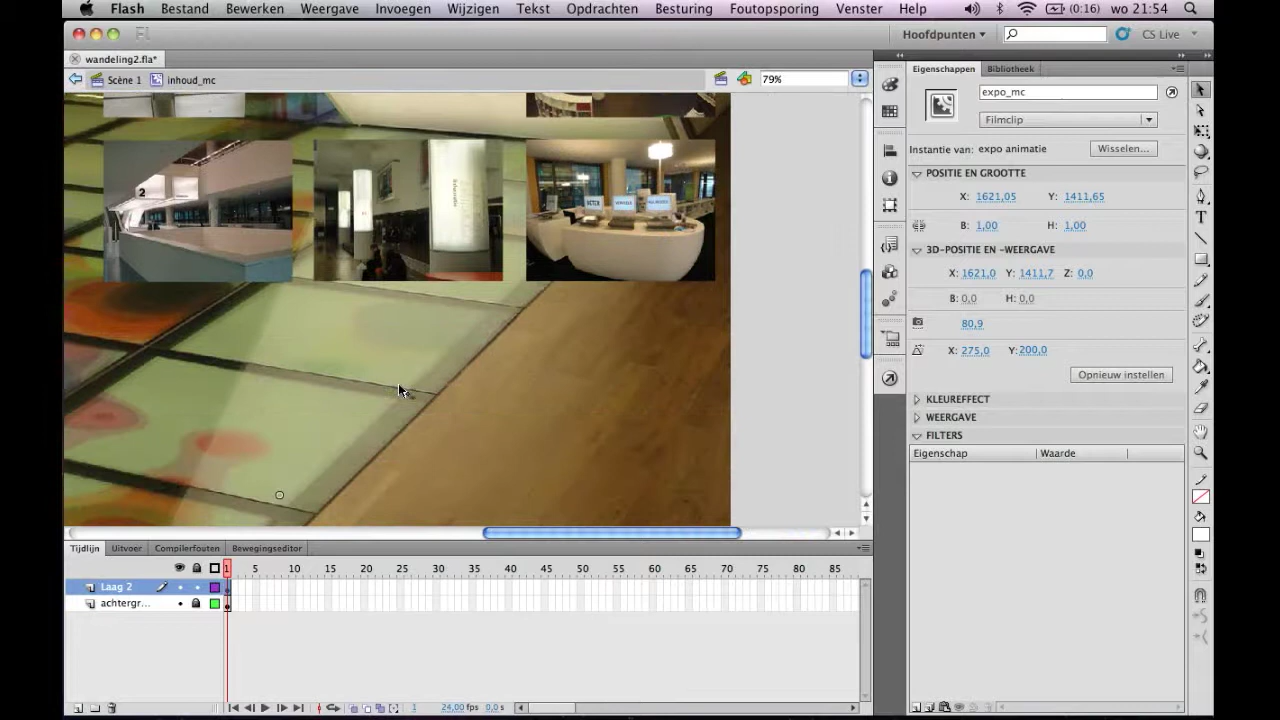 Flash Bestand Bewerken Weergave Invoegen Wijzigen Tekst Opdrachten Besturing Foutopsporing Venster Help (0:16) wo 21:54
Fl Hoofdpunten CS Live
wandeling2.fla*
Scène 1 inhoud_mc 79%
Eigenschappen Bibliotheek
expo_mc
Filmclip
Instantie van: expo animatie Wisselen...
POSITIE EN GROOTTE
X: 1621,05 Y: 1411,65
B: 1,00 H: 1,00
3D-POSITIE EN -WEERGAVE
X: 1621,0 Y: 1411,7 Z: 0,0
B: 0,0 H: 0,0
80,9
X: 275,0 Y: 200,0
Opnieuw instellen
KLEUREFFECT
WEERGAVE
FILTERS
Eigenschap Waarde
2
Tijdlijn Uitvoer Compilerfouten Bewegingseditor
1 5 10 15 20 25 30 35 40 45 50 55 60 65 70 75 80 85
Laag 2
achtergr...
1 24,00 fps 0,0 s